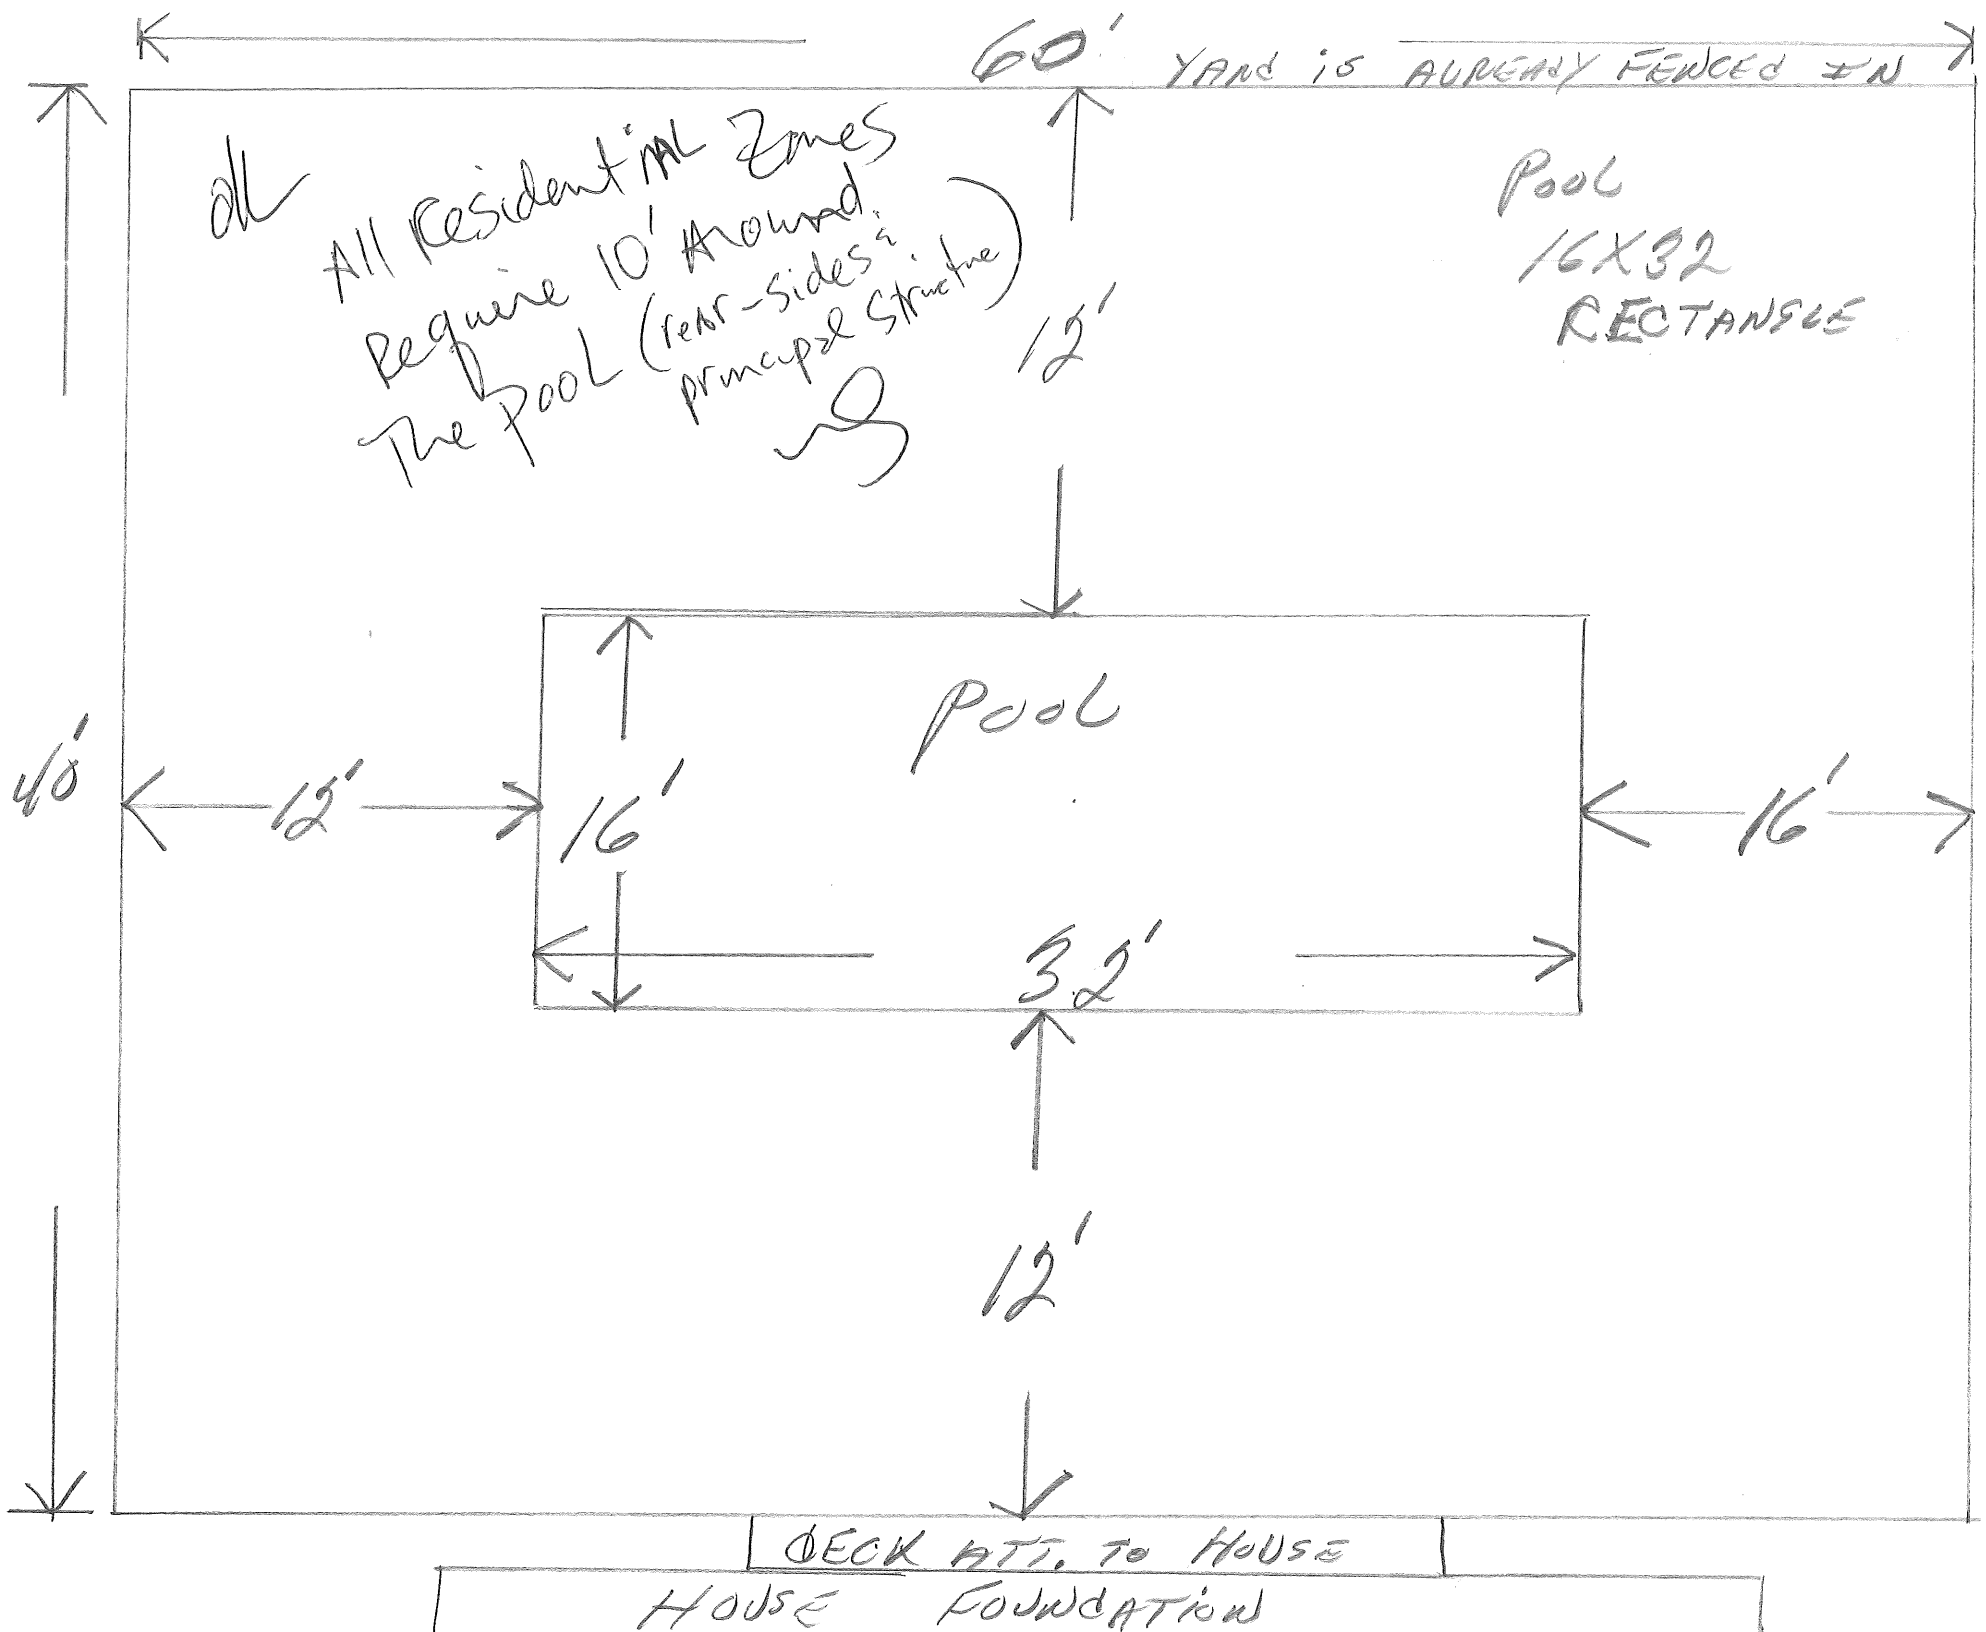 60'
YARd is ALREAdY FENCEd IN
ok
All Residential Zones
Require 10' Around
The pool (rear-sides &
principal structure)
12'
Pool
16X32
RECTANGLE
40'
12'
16'
Pool
16'
32'
12'
DECK ATT. To HOUSE
HOUSE FOUNdATION